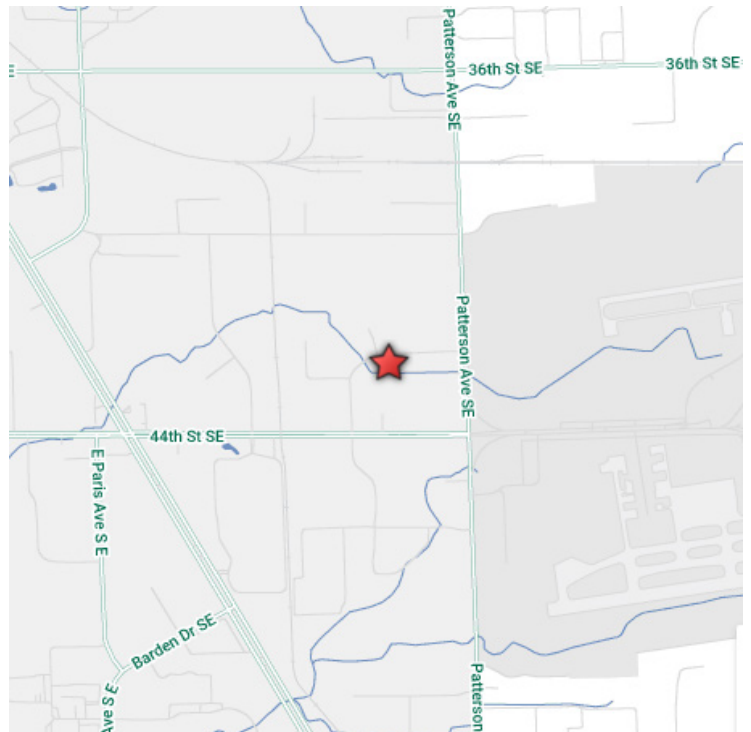 E
36th St SE
36th St SE
Patterson Ave SE
Patterson Ave SE
44th St SE
E Paris Ave S E
Barden Dr SE
Ave S E
Patterson